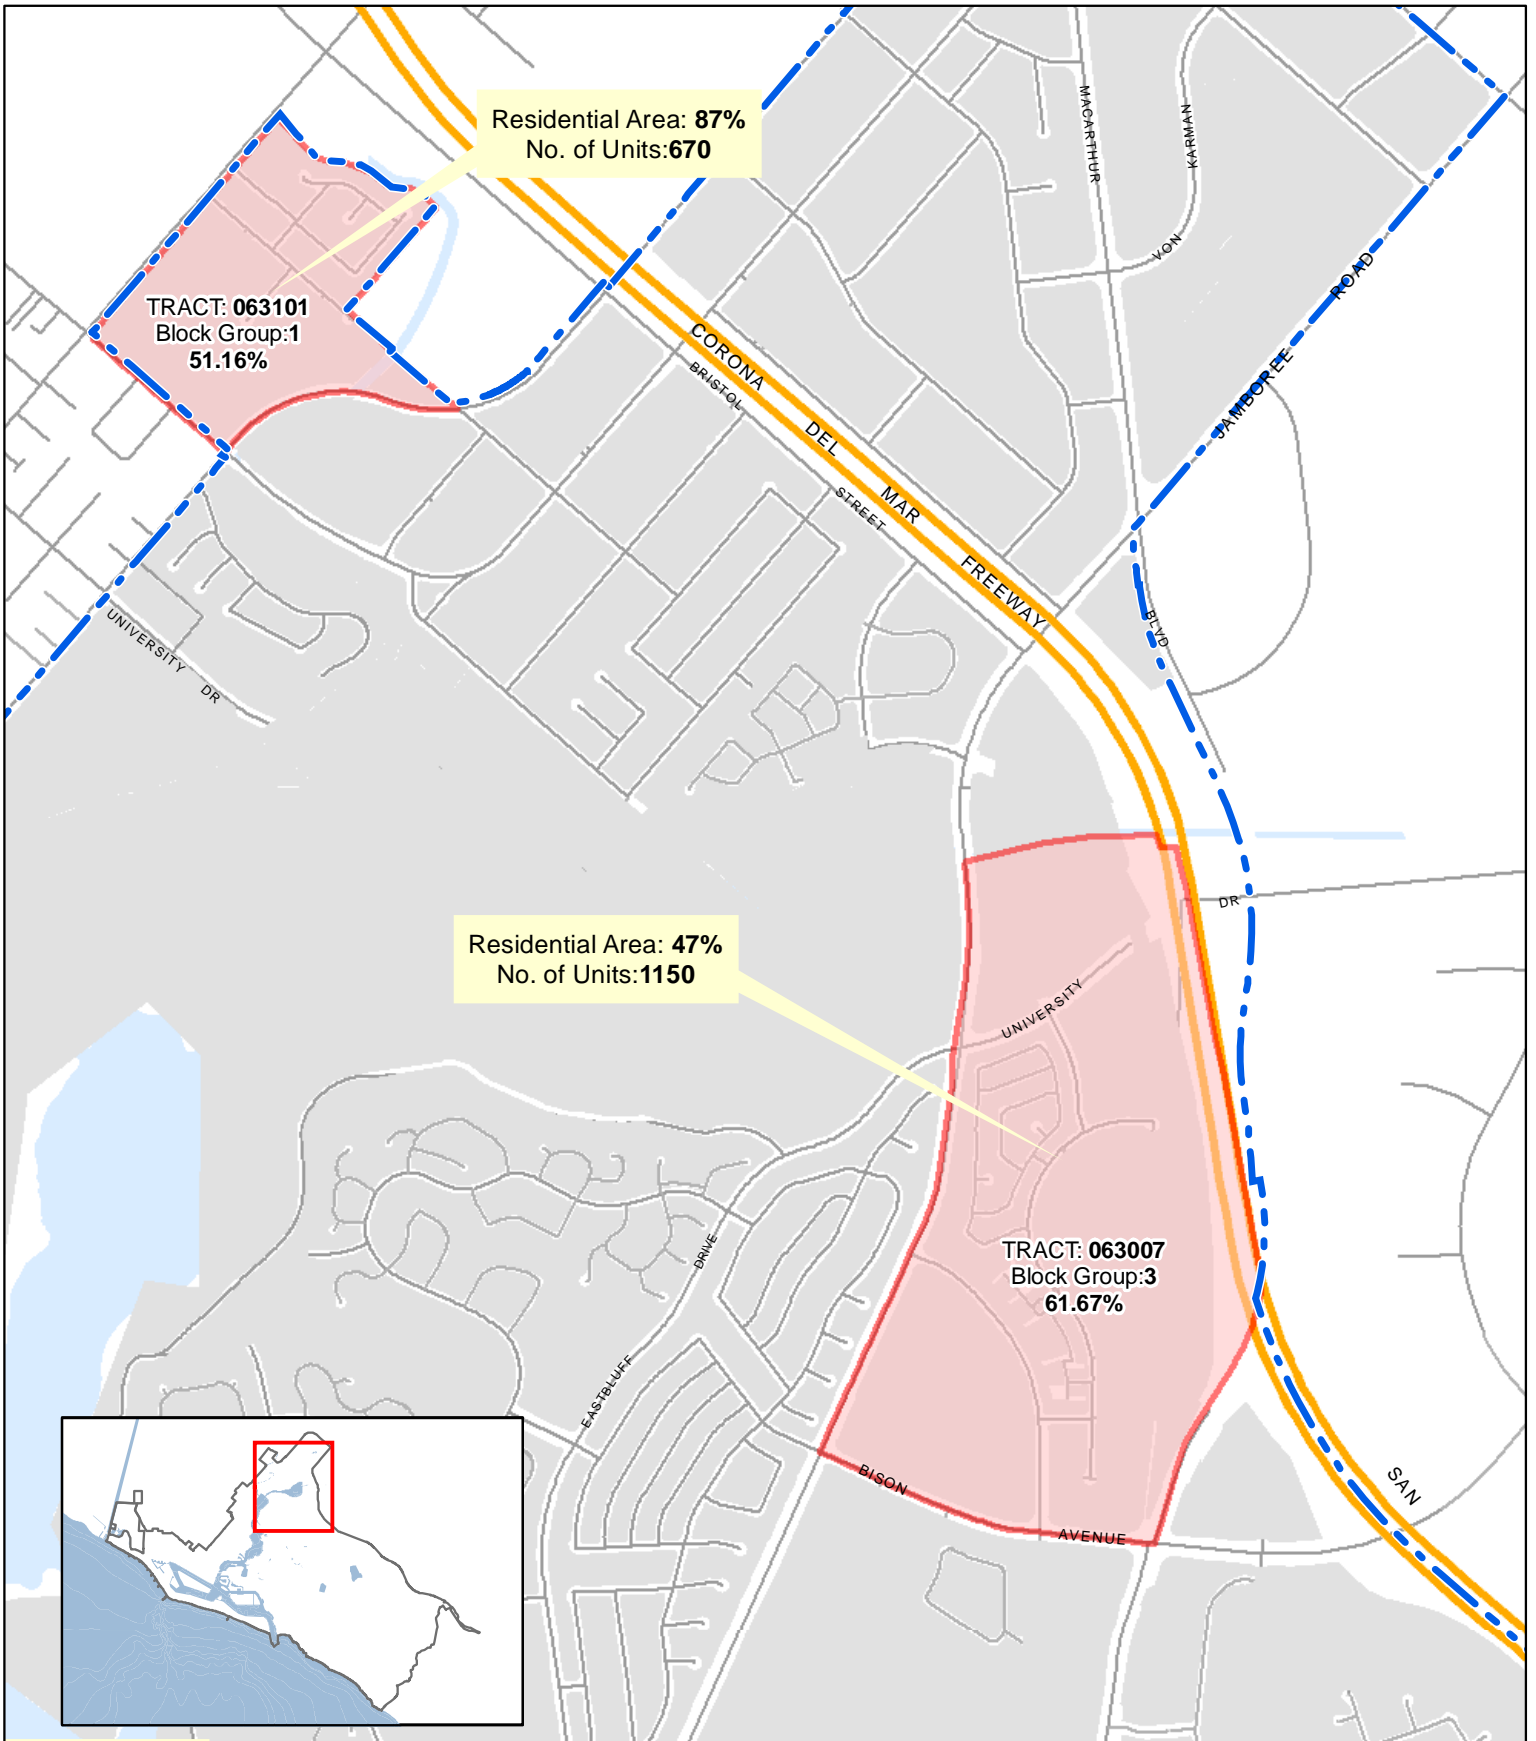 Residential Area: 87%
No. of Units:670
MACARTHUR
KARMAN
VON
JAMBOREE ROAD
TRACT: 063101
Block Group:1
51.16%
CORONA DEL MAR FREEWAY
BRISTOL STREET
BLVD
UNIVERSITY DR
DR
Residential Area: 47%
No. of Units:1150
UNIVERSITY
TRACT: 063007
Block Group:3
61.67%
EASTBLUFF DRIVE
BISON AVENUE
SAN